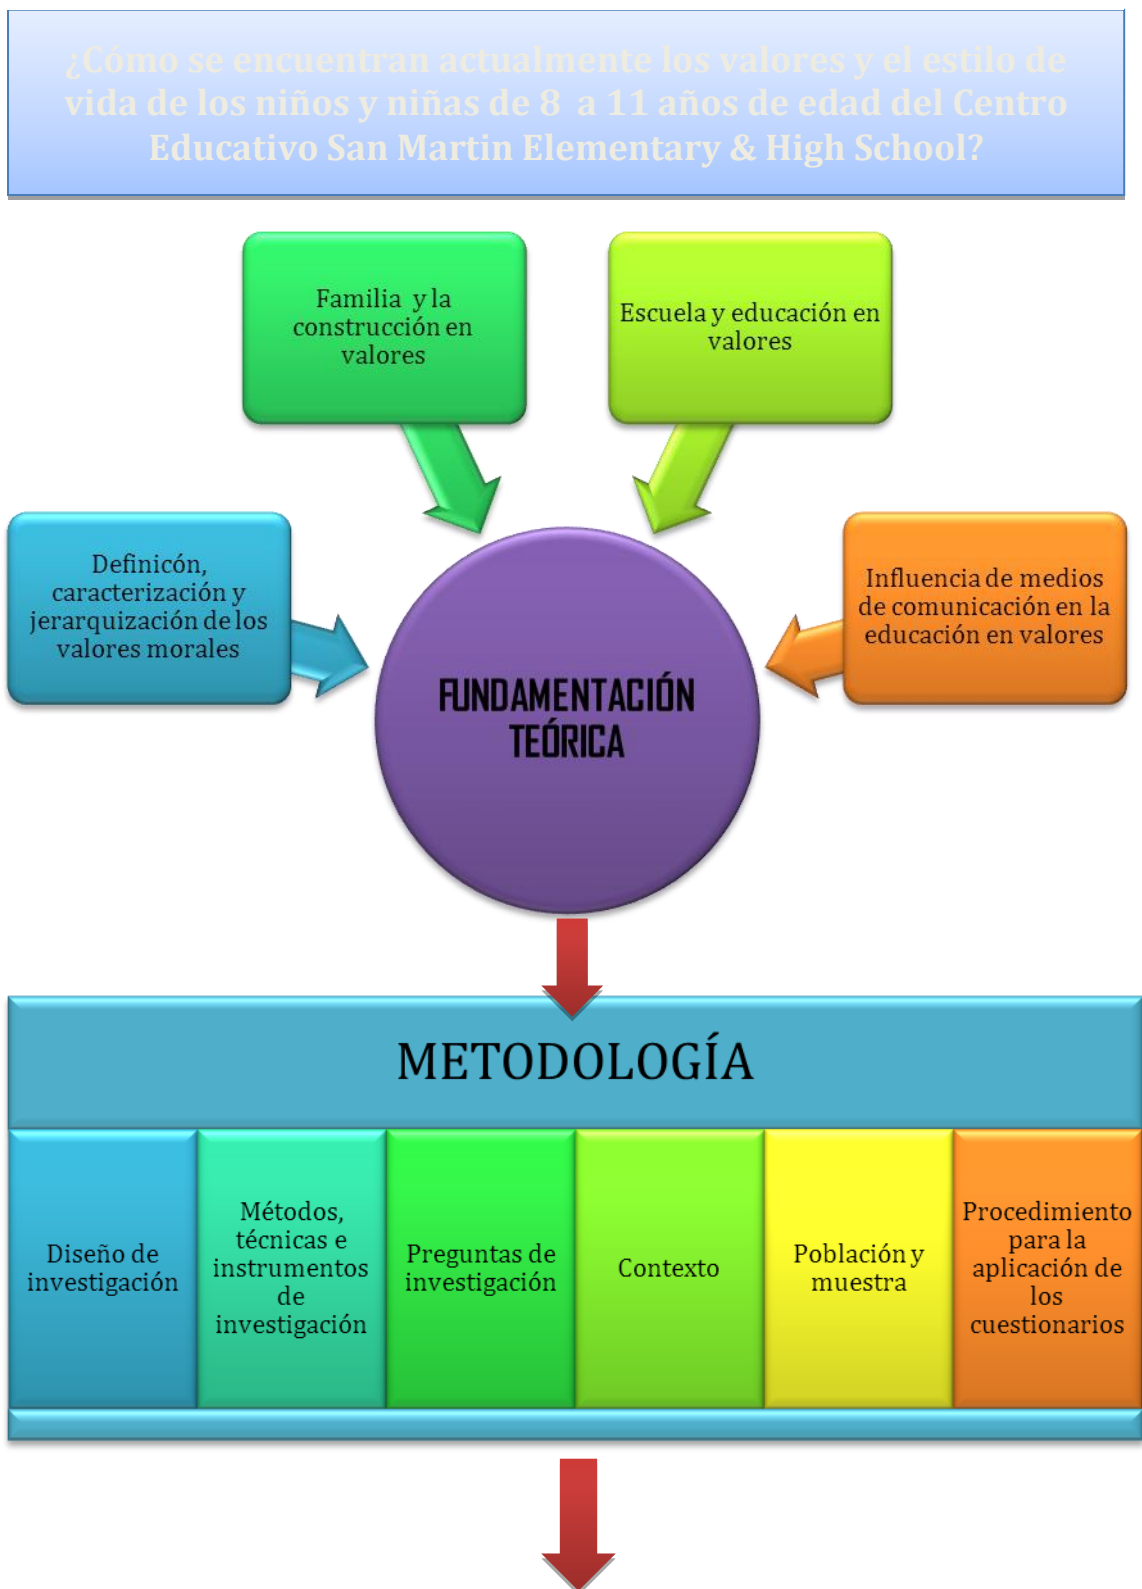 ¿Cómo se encuentran actualmente los valores y el estilo de
vida de los niños y niñas de 8 a 11 años de edad del Centro
Educativo San Martin Elementary & High School?
Familia y la
construcción en
valores
Escuela y educación en
valores
Definicón,
caracterización y
jerarquización de los
valores morales
Influencia de medios
de comunicación en la
educación en valores
FUNDAMENTACIÓN
TEÓRICA
METODOLOGÍA
Diseño de
investigación
Métodos,
técnicas e
instrumentos
de
investigación
Preguntas de
investigación
Contexto
Población y
muestra
Procedimiento
para la
aplicación de
los
cuestionarios